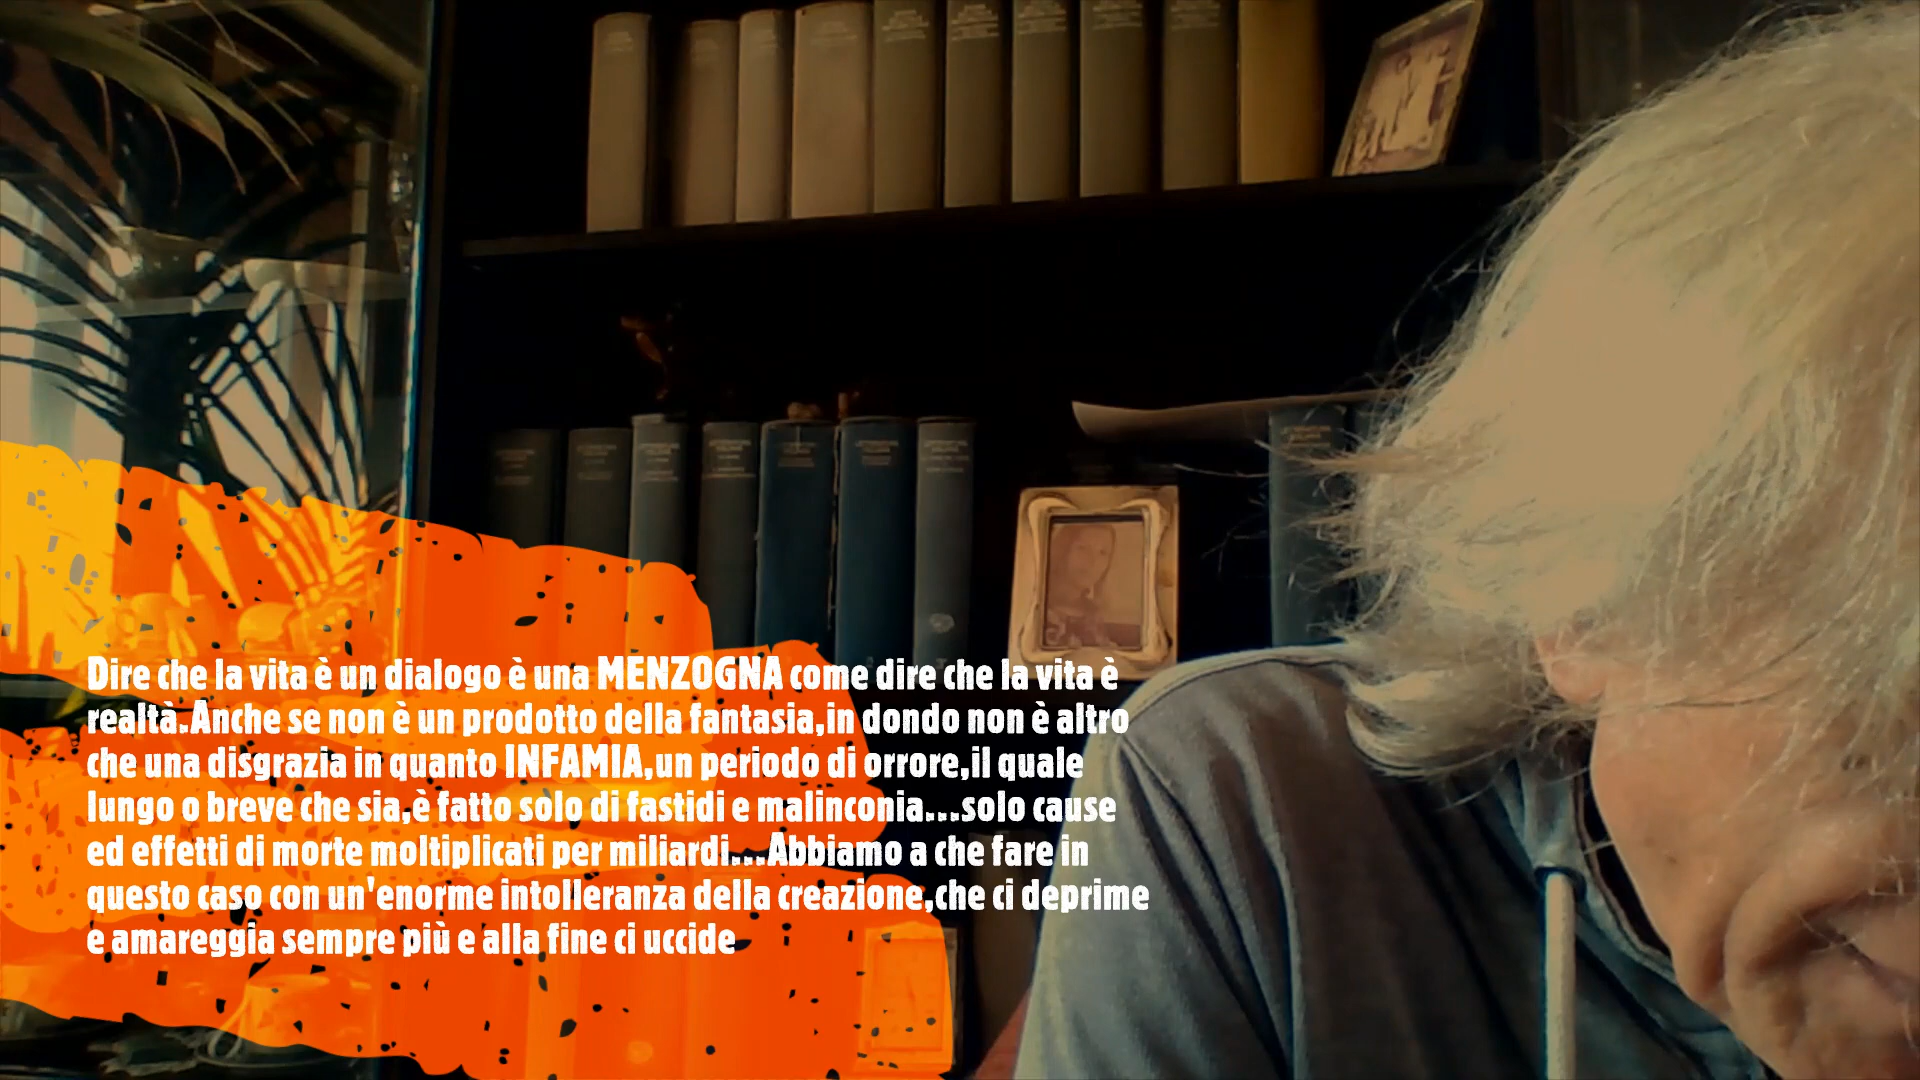 Dire che la vita è un dialogo è una MENZOGNA come dire che la vita è
realtà.Anche se non è un prodotto della fantasia,in dondo non è altro
che una disgrazia in quanto INFAMIA,un periodo di orrore,il quale
lungo o breve che sia,è fatto solo di fastidi e malinconia...solo cause
ed effetti di morte moltiplicati per miliardi...Abbiamo a che fare in
questo caso con un'enorme intolleranza della creazione,che ci deprime
e amareggia sempre più e alla fine ci uccide